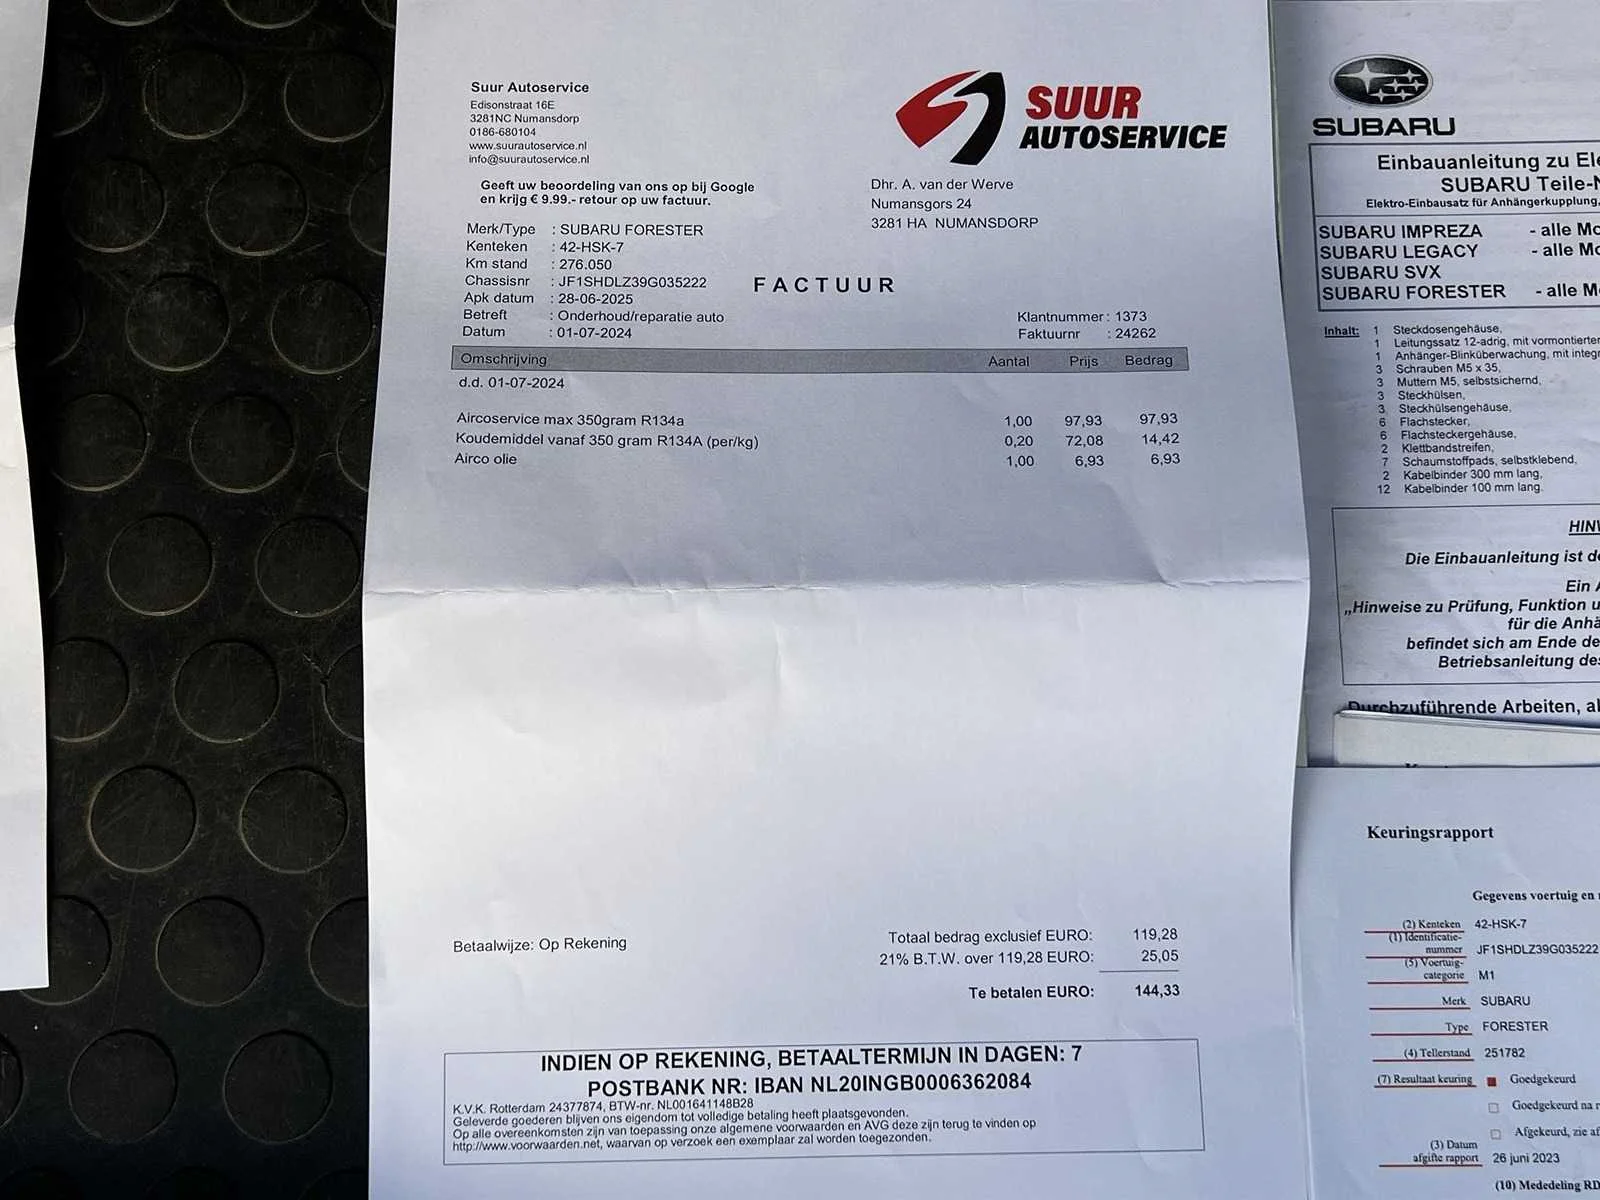 Suur Autoservice
Edisonstraat 16E
3281NC Numansdorp
0186-680104
www.suurautoservice.nl
info@suurautoservice.nl
Geeft uw beoordeling van ons op bij Google
en krijg € 9.99.- retour op uw factuur.
SUUR
AUTOSERVICE
Dhr. A. van der Werve
Numansgors 24
3281 HA NUMANSDORP
Merk/Type : SUBARU FORESTER
Kenteken : 42-HSK-7
Km stand : 276.050
Chassisnr : JF1SHDLZ39G035222
Apk datum : 28-06-2025
Betreft : Onderhoud/reparatie auto
Datum : 01-07-2024
FACTUUR
Klantnummer : 1373
Faktuurnr : 24262
Omschrijving Aantal Prijs Bedrag
d.d. 01-07-2024
Aircoservice max 350gram R134a 1,00 97,93 97,93
Koudemiddel vanaf 350 gram R134A (per/kg) 0,20 72,08 14,42
Airco olie 1,00 6,93 6,93
Betaalwijze: Op Rekening
Totaal bedrag exclusief EURO: 119,28
21% B.T.W. over 119,28 EURO: 25,05
Te betalen EURO: 144,33
INDIEN OP REKENING, BETAALTERMIJN IN DAGEN: 7
POSTBANK NR: IBAN NL20INGB0006362084
K.V.K. Rotterdam 24377874, BTW-nr. NL001641148B28
Geleverde goederen blijven ons eigendom tot volledige betaling heeft plaatsgevonden.
Op alle overeenkomsten zijn van toepassing onze algemene voorwaarden en AVG deze zijn terug te vinden op
http://www.voorwaarden.net, waarvan op verzoek een exemplaar zal worden toegezonden.
SUBARU
Einbauanleitung zu
SUBARU
Elektro-Einbausatz für Anhängerkupplung,
SUBARU IMPREZA - alle
SUBARU LEGACY - alle
SUBARU SVX
SUBARU FORESTER - alle
Inhalt: 1 Steckdosengehäuse,
1 Leitungssatz 12-adrig, mit
1 Anhänger-Blinküberwachung, mit
3 Schrauben M5 x 35,
3 Muttern M5, selbstsichernd,
3 Steckhülsen,
3 Steckhülsengehäuse,
6 Flachstecker,
6 Flachsteckergehäuse,
2 Klettbandstreifen,
7 Schaumstoffpads, selbstklebend,
2 Kabelbinder 300 mm lang,
12 Kabelbinder 100 mm lang.
Die Einbauanleitung ist
Ein
„Hinweise zu Prüfung, Funktion
für die
befindet sich am Ende
Betriebsanleitung
Durchzuführende Arbeiten,
Keuringsrapport
Gegevens voertuig en
(2) Kenteken 42-HSK-7
(1) Identificatie-
nummer JF1SHDLZ39G035222
(5) Voertuig-
categorie M1
Merk SUBARU
Type FORESTER
(4) Tellerstand 251782
(7) Resultaat keuring Goedgekeurd
Goedgekeurd na
Afgekeurd, zie
(3) Datum
afgifte rapport 26 juni 2023
(10) Mededeling